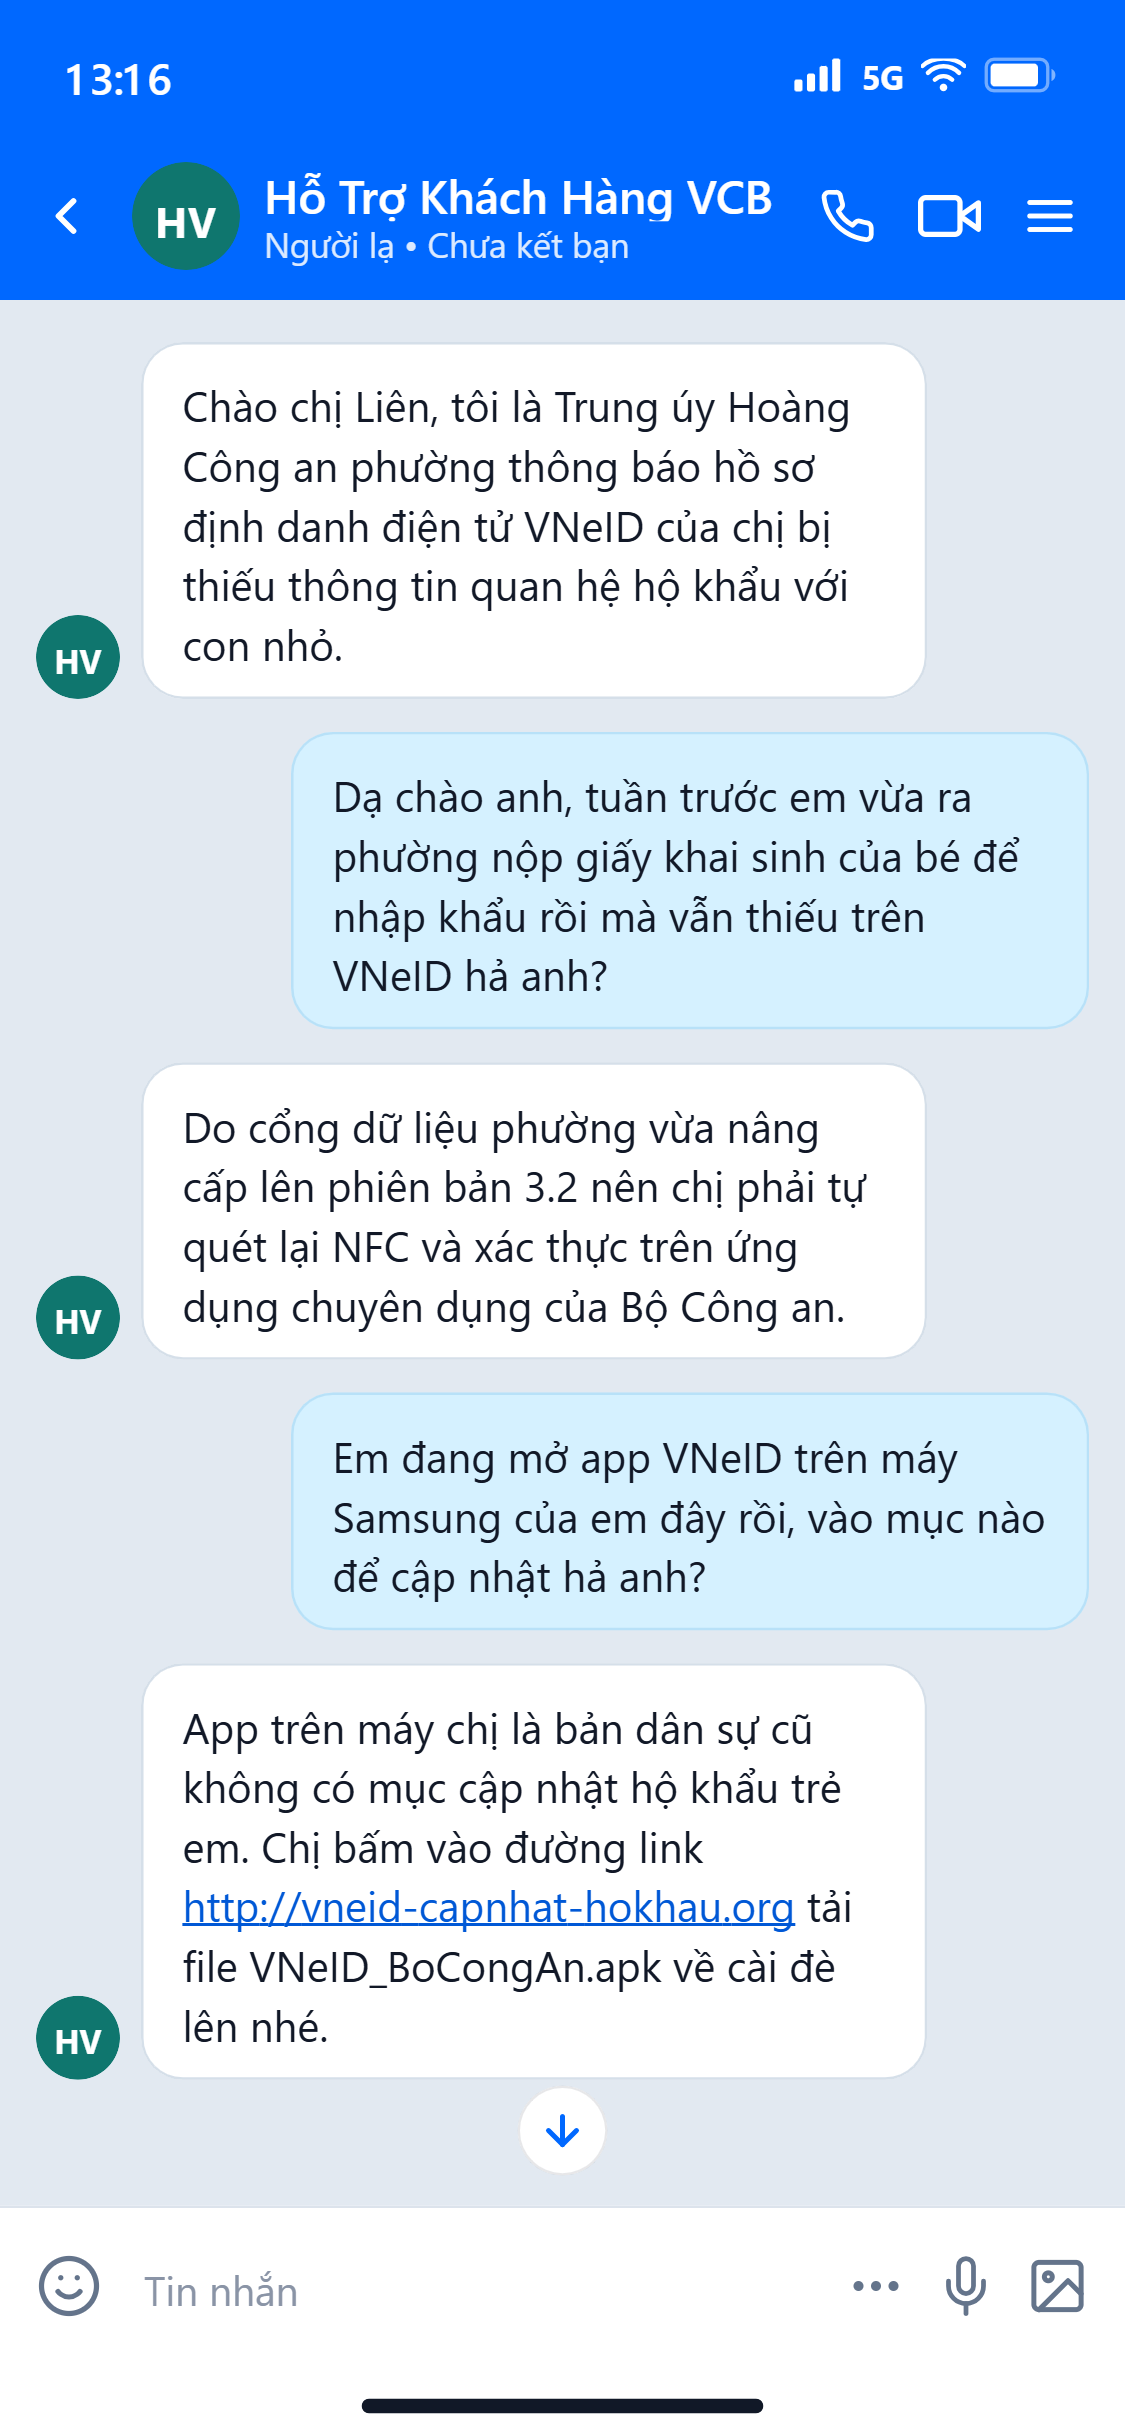 13:16
5G
HV
Hỗ Trợ Khách Hàng VCB
Người lạ • Chưa kết bạn
Chào chị Liên, tôi là Trung úy Hoàng
Công an phường thông báo hồ sơ
định danh điện tử VNeID của chị bị
thiếu thông tin quan hệ hộ khẩu với
con nhỏ.
HV
Dạ chào anh, tuần trước em vừa ra
phường nộp giấy khai sinh của bé để
nhập khẩu rồi mà vẫn thiếu trên
VNeID hả anh?
Do cổng dữ liệu phường vừa nâng
cấp lên phiên bản 3.2 nên chị phải tự
quét lại NFC và xác thực trên ứng
dụng chuyên dụng của Bộ Công an.
HV
Em đang mở app VNeID trên máy
Samsung của em đây rồi, vào mục nào
để cập nhật hả anh?
App trên máy chị là bản dân sự cũ
không có mục cập nhật hộ khẩu trẻ
em. Chị bấm vào đường link
http://vneid-capnhat-hokhau.org tải
file VNeID_BoCongAn.apk về cài đè
lên nhé.
HV
Tin nhắn